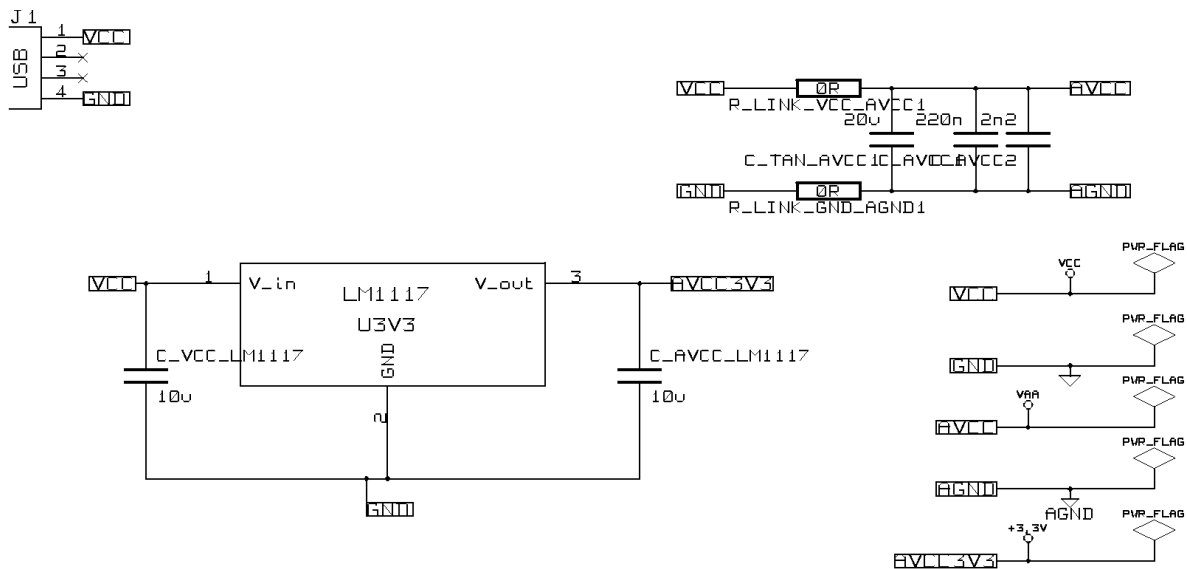 J1
USB
1 VCC
2
3
4 GND
VCC 0R AVCC
R_LINK_VCC_AVCC1
20u 220n 2n2
C_TAN_AVCC1 C_AVCC1 C_AVCC2
GND 0R AGND
R_LINK_GND_AGND1
VCC 1 V_in V_out 3 AVCC3V3
LM1117
U3V3
GND
C_VCC_LM1117
10u
C_AVCC_LM1117
10u
2
GND
PWR_FLAG
VCC
VCC
PWR_FLAG
GND
PWR_FLAG
VAA
AVCC
PWR_FLAG
AGND
AGND
PWR_FLAG
+3,3V
AVCC3V3